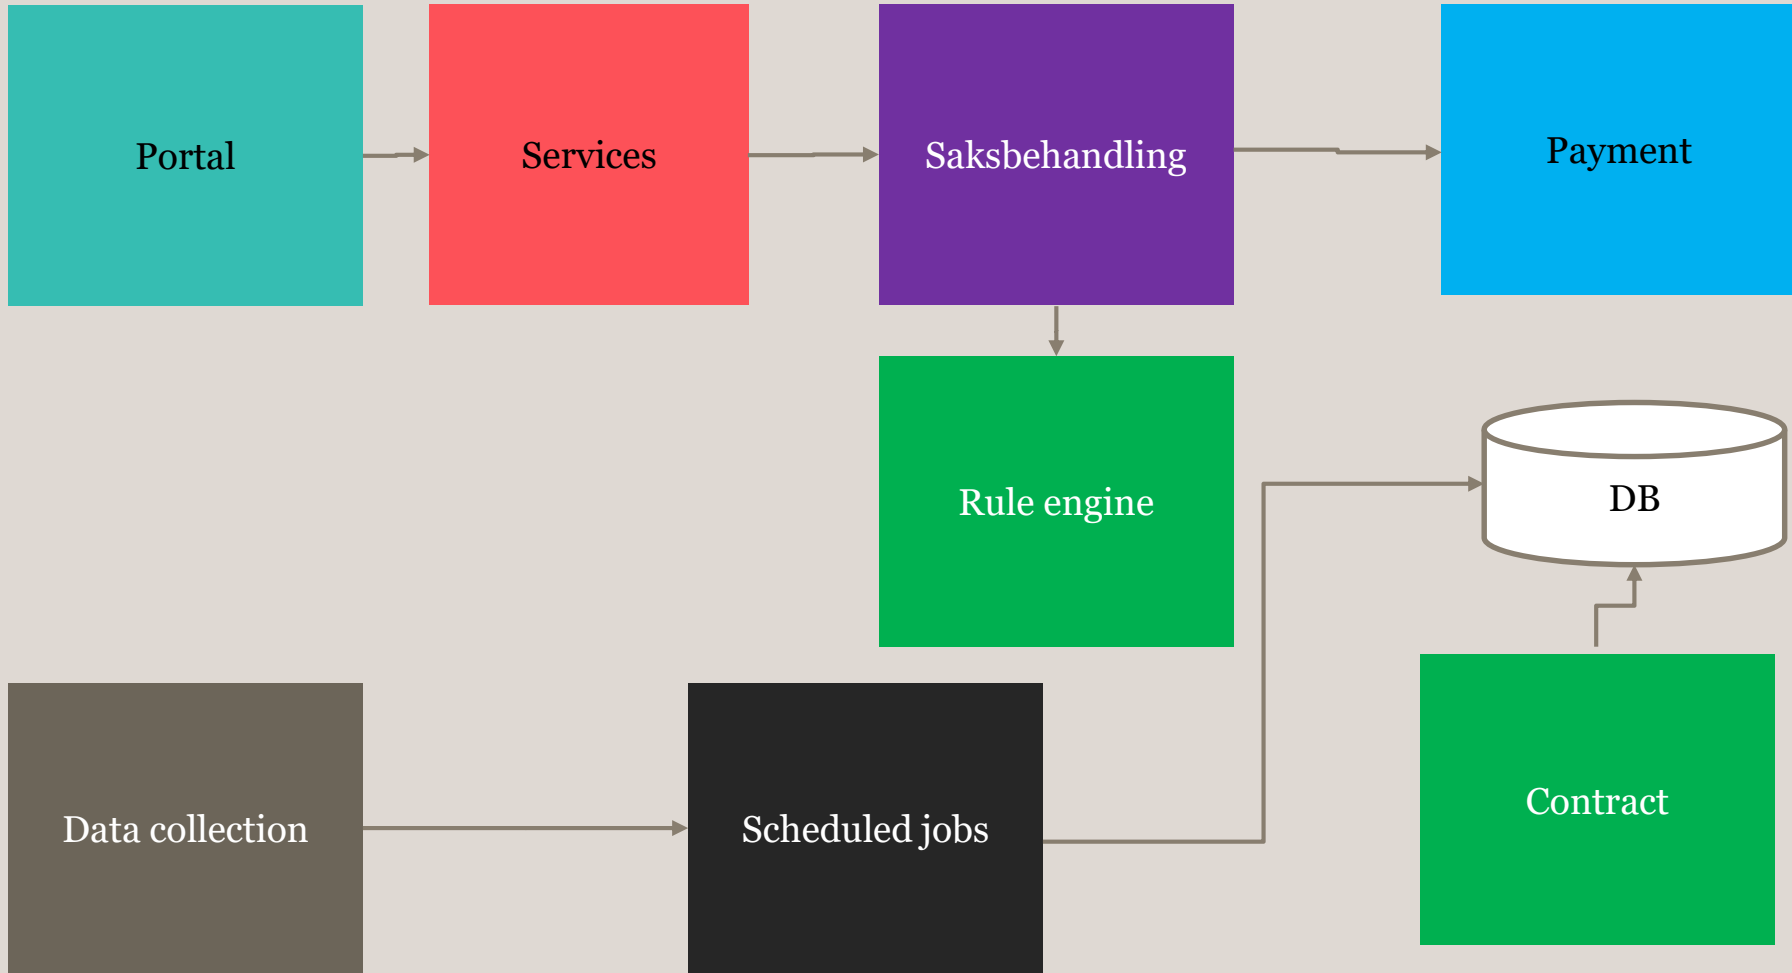 Portal
Services
Saksbehandling
Payment
Rule engine
DB
Data collection
Scheduled jobs
Contract